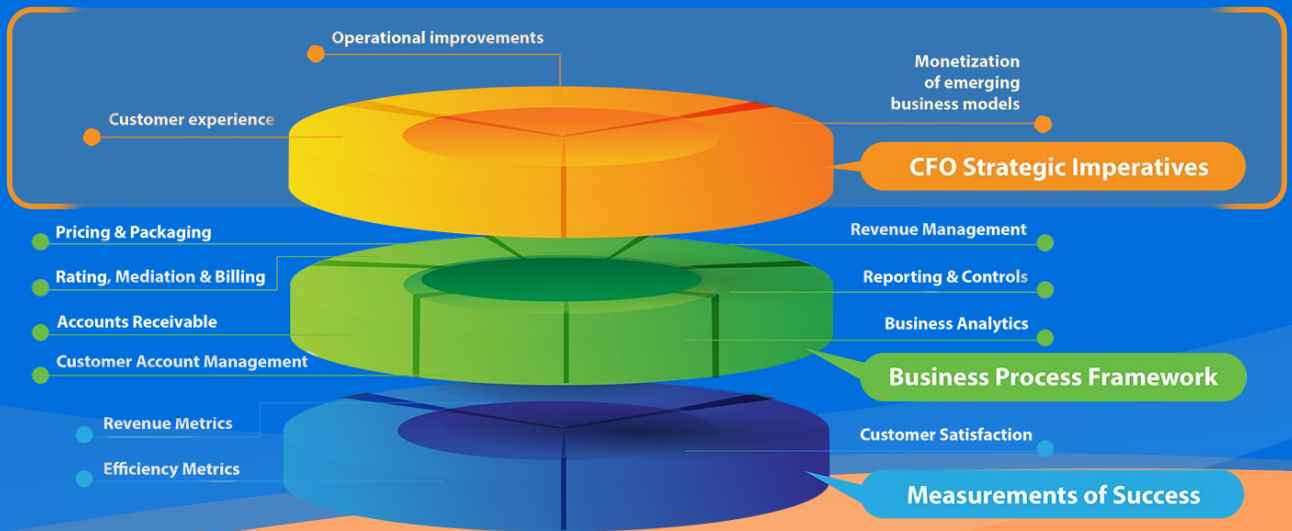 Operational improvements
Monetization
of emerging
business models
Customer experience
CFO Strategic Imperatives
Pricing & Packaging
Revenue Management
Rating, Mediation & Billing
Reporting & Controls
Accounts Receivable
Business Analytics
Customer Account Management
Business Process Framework
Revenue Metrics
Customer Satisfaction
Efficiency Metrics
Measurements of Success